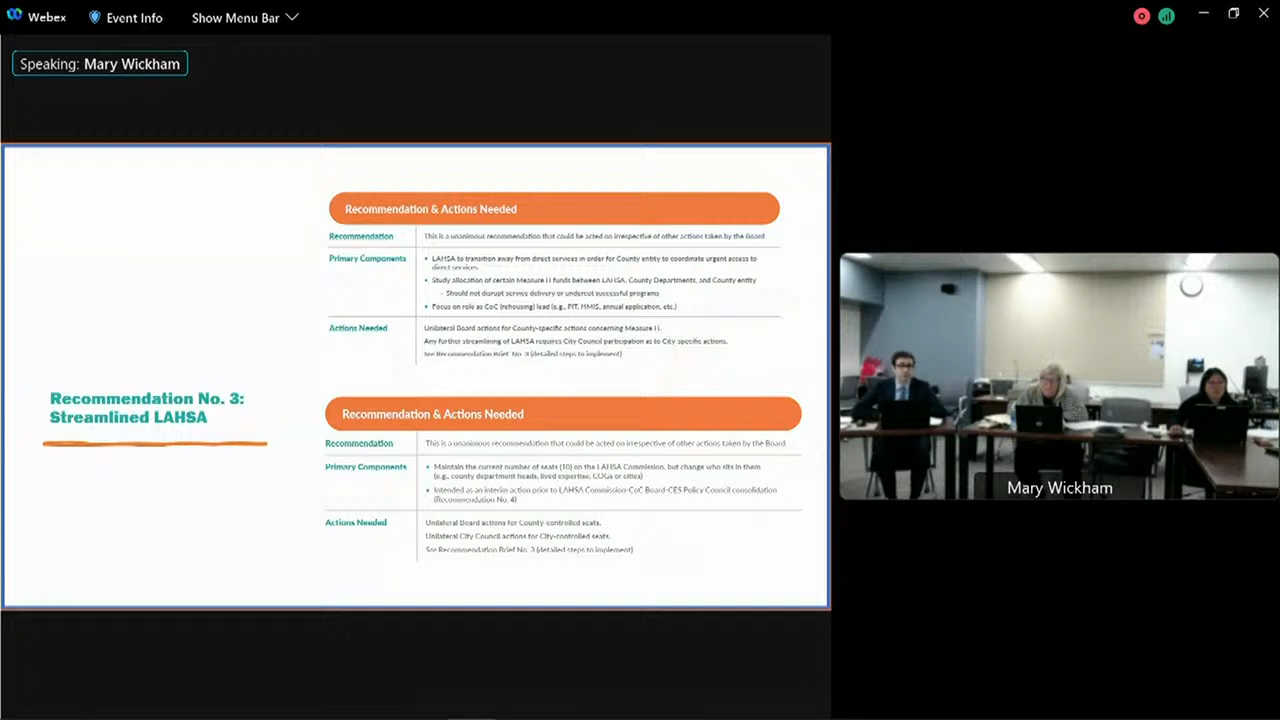 Webex
Event Info
Show Menu Bar
Speaking: Mary Wickham
Recommendation No. 3:
Streamlined LAHSA
Recommendation & Actions Needed
Recommendation
This is a unanimous recommendation that could be acted on irrespective of other actions taken by the Board
Primary Components
• LAHSA to transition away from direct services in order for County entity to coordinate urgent access to
direct services
• Study allocation of certain Measure H funds between LAHSA, County Departments, and County entity
- Should not disrupt service delivery or undercut successful programs
• Focus on role as CoC (rehousing) lead (e.g., PIT, HMIS, annual application, etc.)
Actions Needed
Unilateral Board actions for County-specific actions concerning Measure H.
Any further streamlining of LAHSA requires City Council participation as to City-specific actions.
See Recommendation Brief No. 3 (detailed steps to implement)
Recommendation & Actions Needed
Recommendation
This is a unanimous recommendation that could be acted on irrespective of other actions taken by the Board
Primary Components
• Maintain the current number of seats (10) on the LAHSA Commission, but change who sits in them
(e.g., county department heads, lived expertise, COGs or cities)
• Intended as an interim action prior to LAHSA Commission-CoC Board-CES Policy Council consolidation
(Recommendation No. 4)
Actions Needed
Unilateral Board actions for County-controlled seats.
Unilateral City Council actions for City-controlled seats.
See Recommendation Brief No. 3 (detailed steps to implement)
Mary Wickham